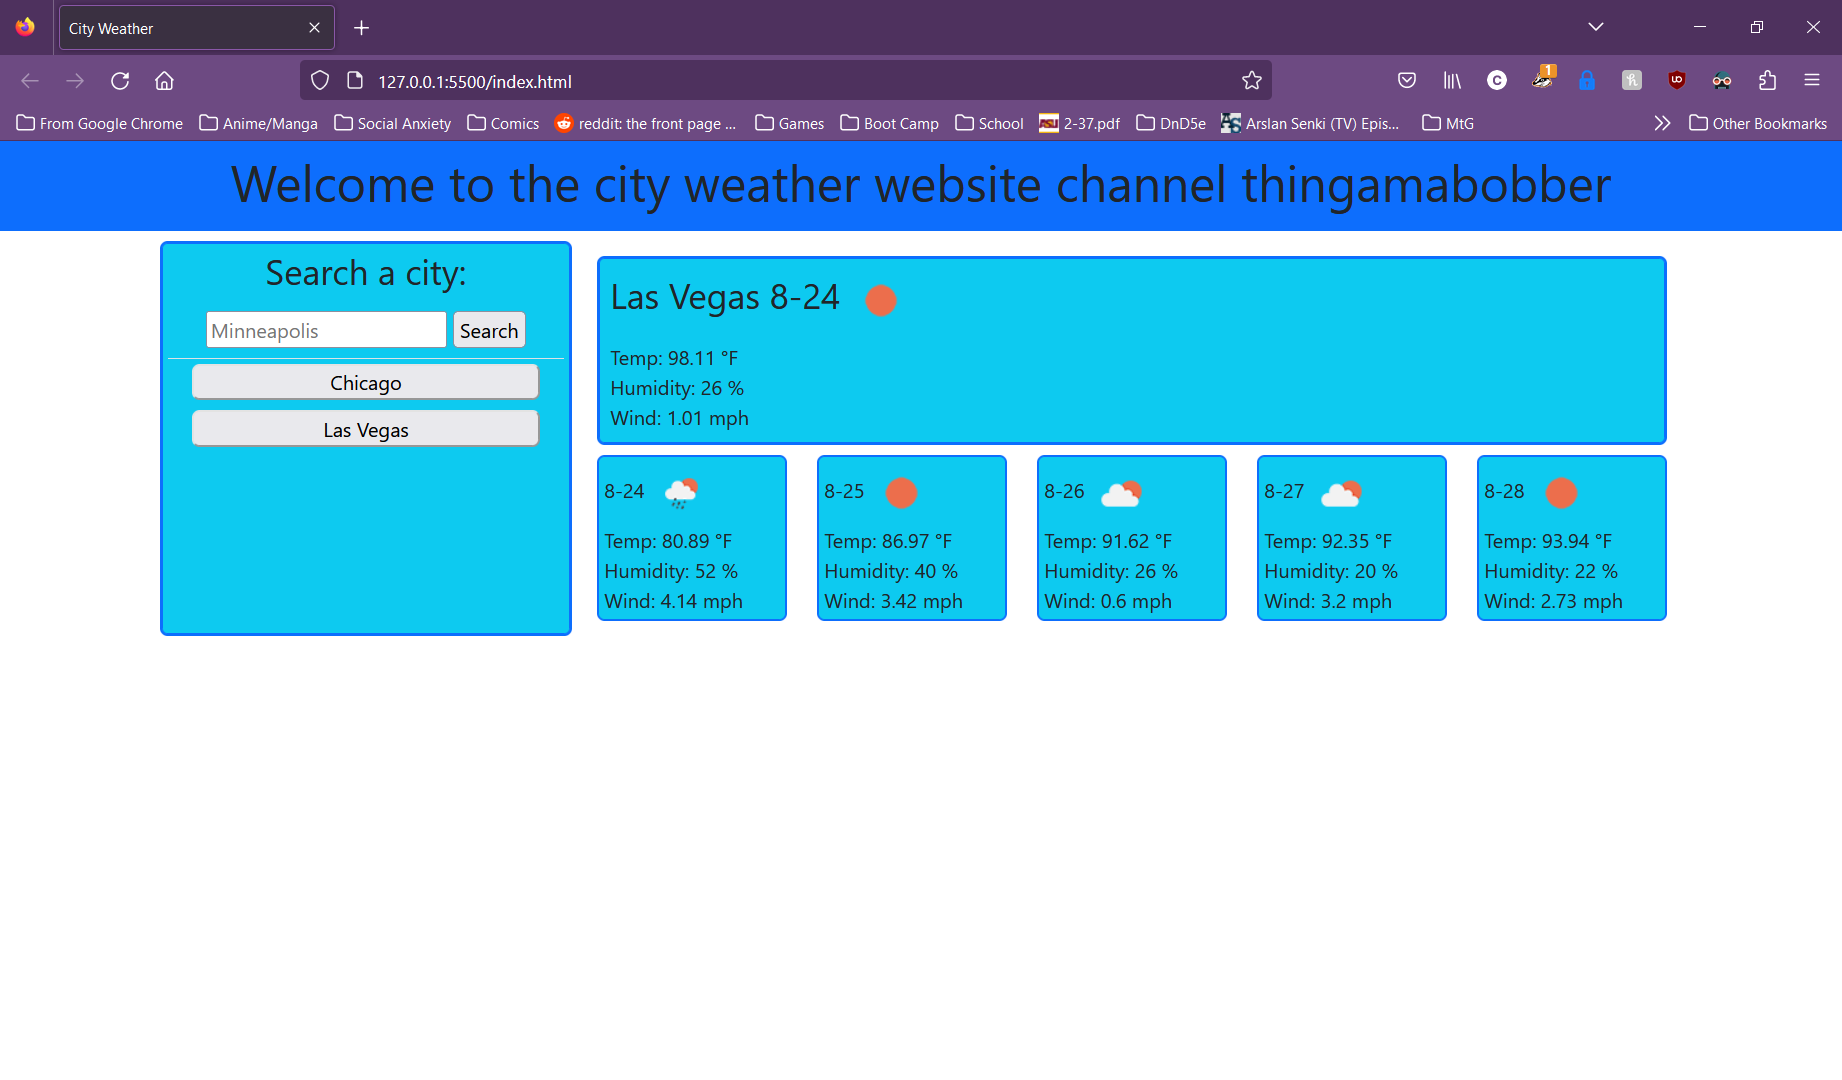 City Weather
127.0.0.1:5500/index.html
1
From Google Chrome Anime/Manga Social Anxiety Comics reddit: the front page ... Games Boot Camp School 2-37.pdf DnD5e Arslan Senki (TV) Epis... MtG Other Bookmarks
Welcome to the city weather website channel thingamabobber
Search a city:
Minneapolis Search
Chicago
Las Vegas
Las Vegas 8-24
Temp: 98.11 °F
Humidity: 26 %
Wind: 1.01 mph
8-24
Temp: 80.89 °F
Humidity: 52 %
Wind: 4.14 mph
8-25
Temp: 86.97 °F
Humidity: 40 %
Wind: 3.42 mph
8-26
Temp: 91.62 °F
Humidity: 26 %
Wind: 0.6 mph
8-27
Temp: 92.35 °F
Humidity: 20 %
Wind: 3.2 mph
8-28
Temp: 93.94 °F
Humidity: 22 %
Wind: 2.73 mph